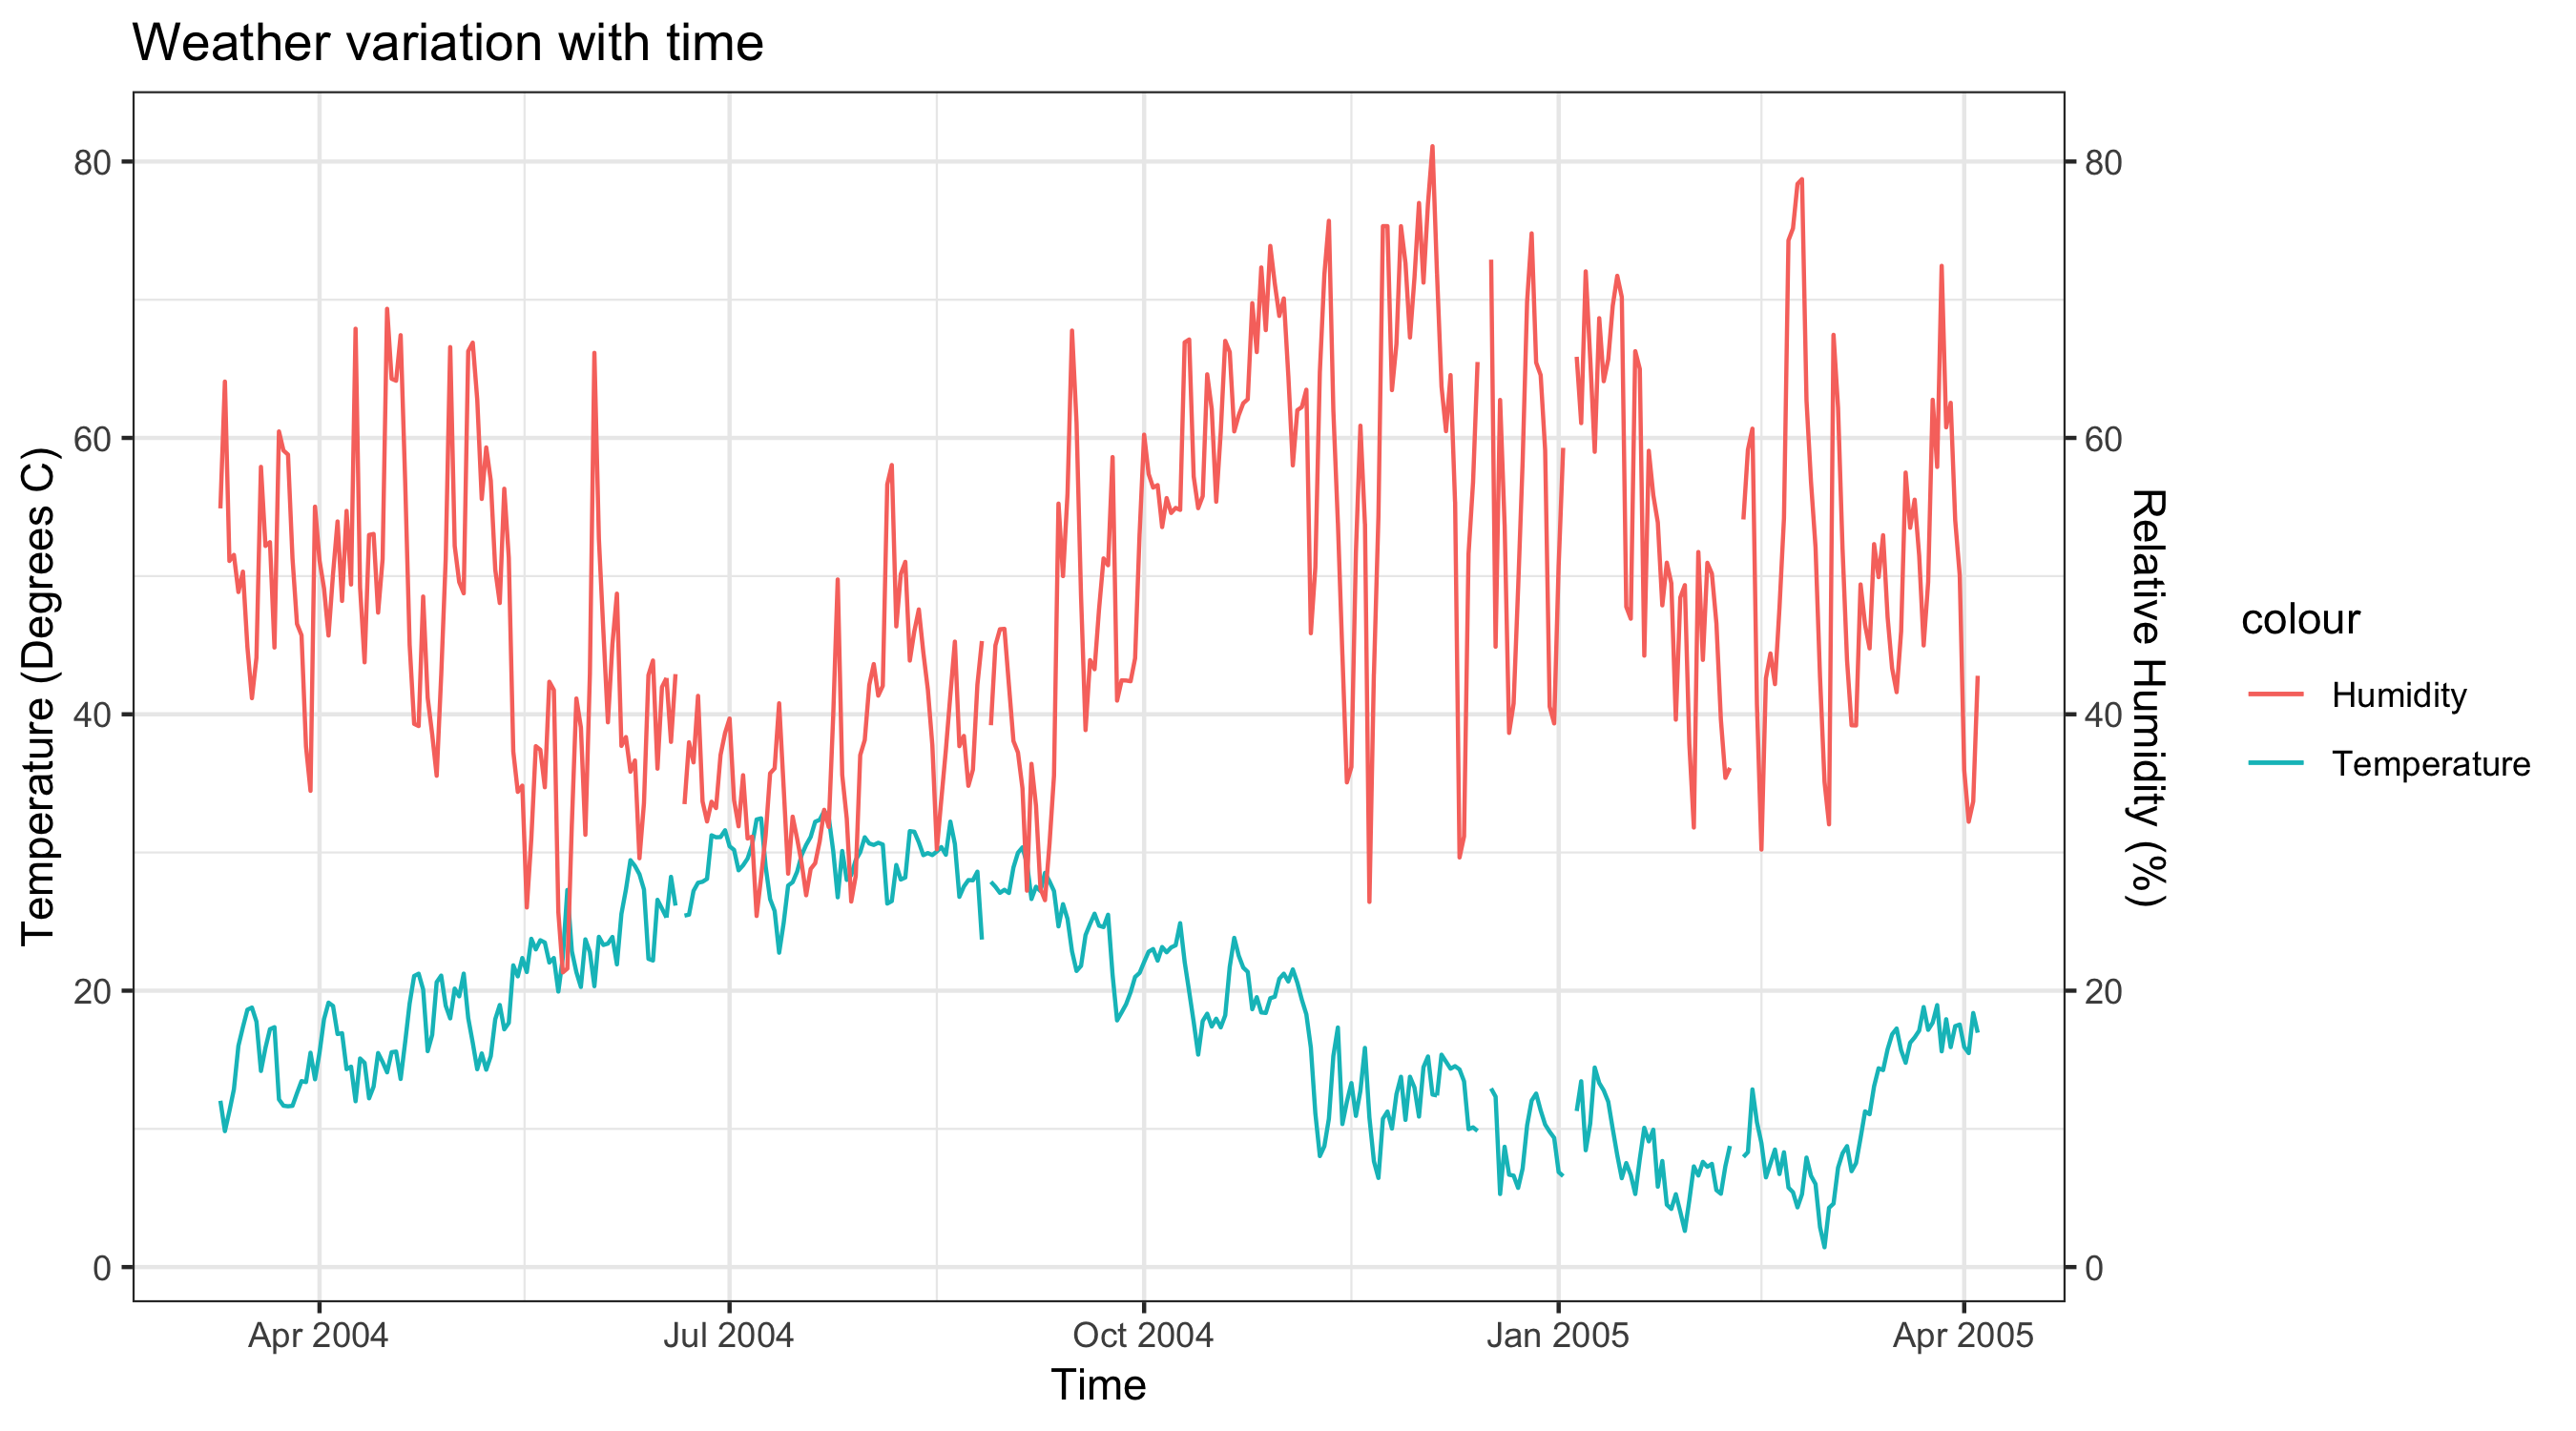 Weather variation with time
Temperature (Degrees C)
80
60
40
20
0
80
60
40
20
0
Relative Humidity (%)
Apr 2004
Jul 2004
Oct 2004
Jan 2005
Apr 2005
Time
colour
Humidity
Temperature